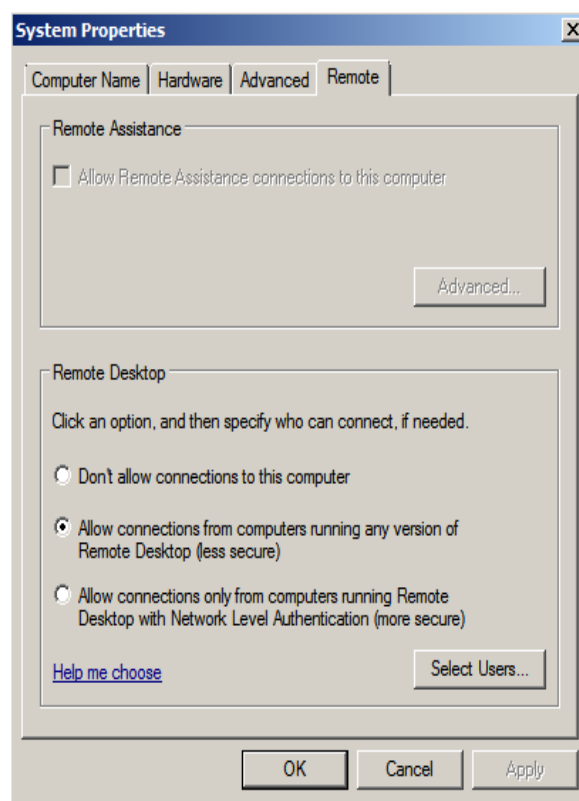 System Properties
Computer Name Hardware Advanced Remote
Remote Assistance
Allow Remote Assistance connections to this computer
Advanced...
Remote Desktop
Click an option, and then specify who can connect, if needed.
Don't allow connections to this computer
Allow connections from computers running any version of
Remote Desktop (less secure)
Allow connections only from computers running Remote
Desktop with Network Level Authentication (more secure)
Help me choose
Select Users...
OK Cancel Apply